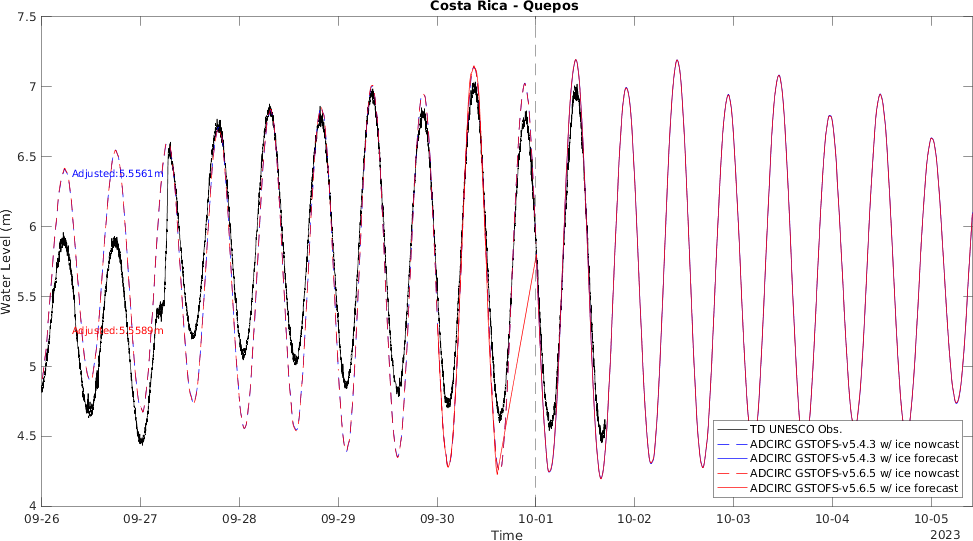 Costa Rica - Quepos
7.5
7
6.5
6
5.5
5
4.5
4
Water Level (m)
Adjusted:5.5561m
Adjusted:5.5589m
TD UNESCO Obs.
ADCIRC GSTOFS-v5.4.3 w/ ice nowcast
ADCIRC GSTOFS-v5.4.3 w/ ice forecast
ADCIRC GSTOFS-v5.6.5 w/ ice nowcast
ADCIRC GSTOFS-v5.6.5 w/ ice forecast
09-26 09-27 09-28 09-29 09-30 10-01 10-02 10-03 10-04 10-05
Time
2023